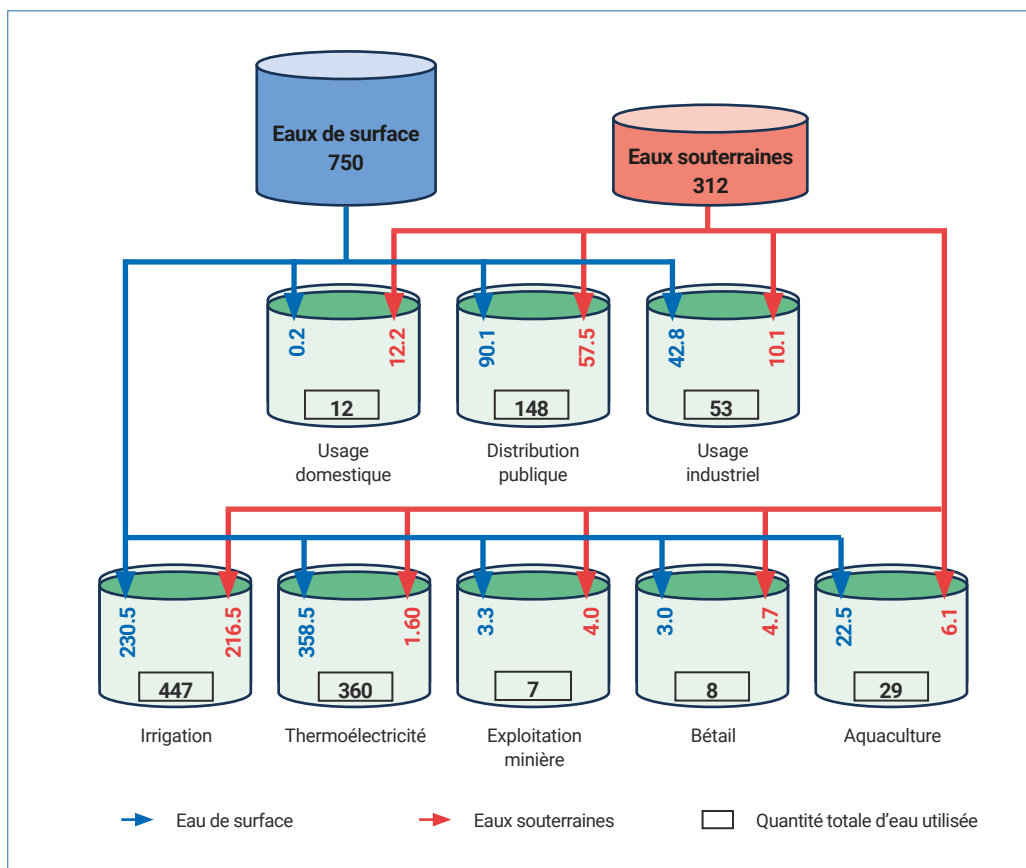 Eaux de surface
750
Eaux souterraines
312
0.2
12.2
90.1
57.5
42.8
10.1
12
148
53
Usage
domestique
Distribution
publique
Usage
industriel
230.5
216.5
358.5
1.60
3.3
4.0
3.0
4.7
22.5
6.1
447
360
7
8
29
Irrigation
Thermoélectricité
Exploitation
minière
Bétail
Aquaculture
Eau de surface
Eaux souterraines
Quantité totale d'eau utilisée